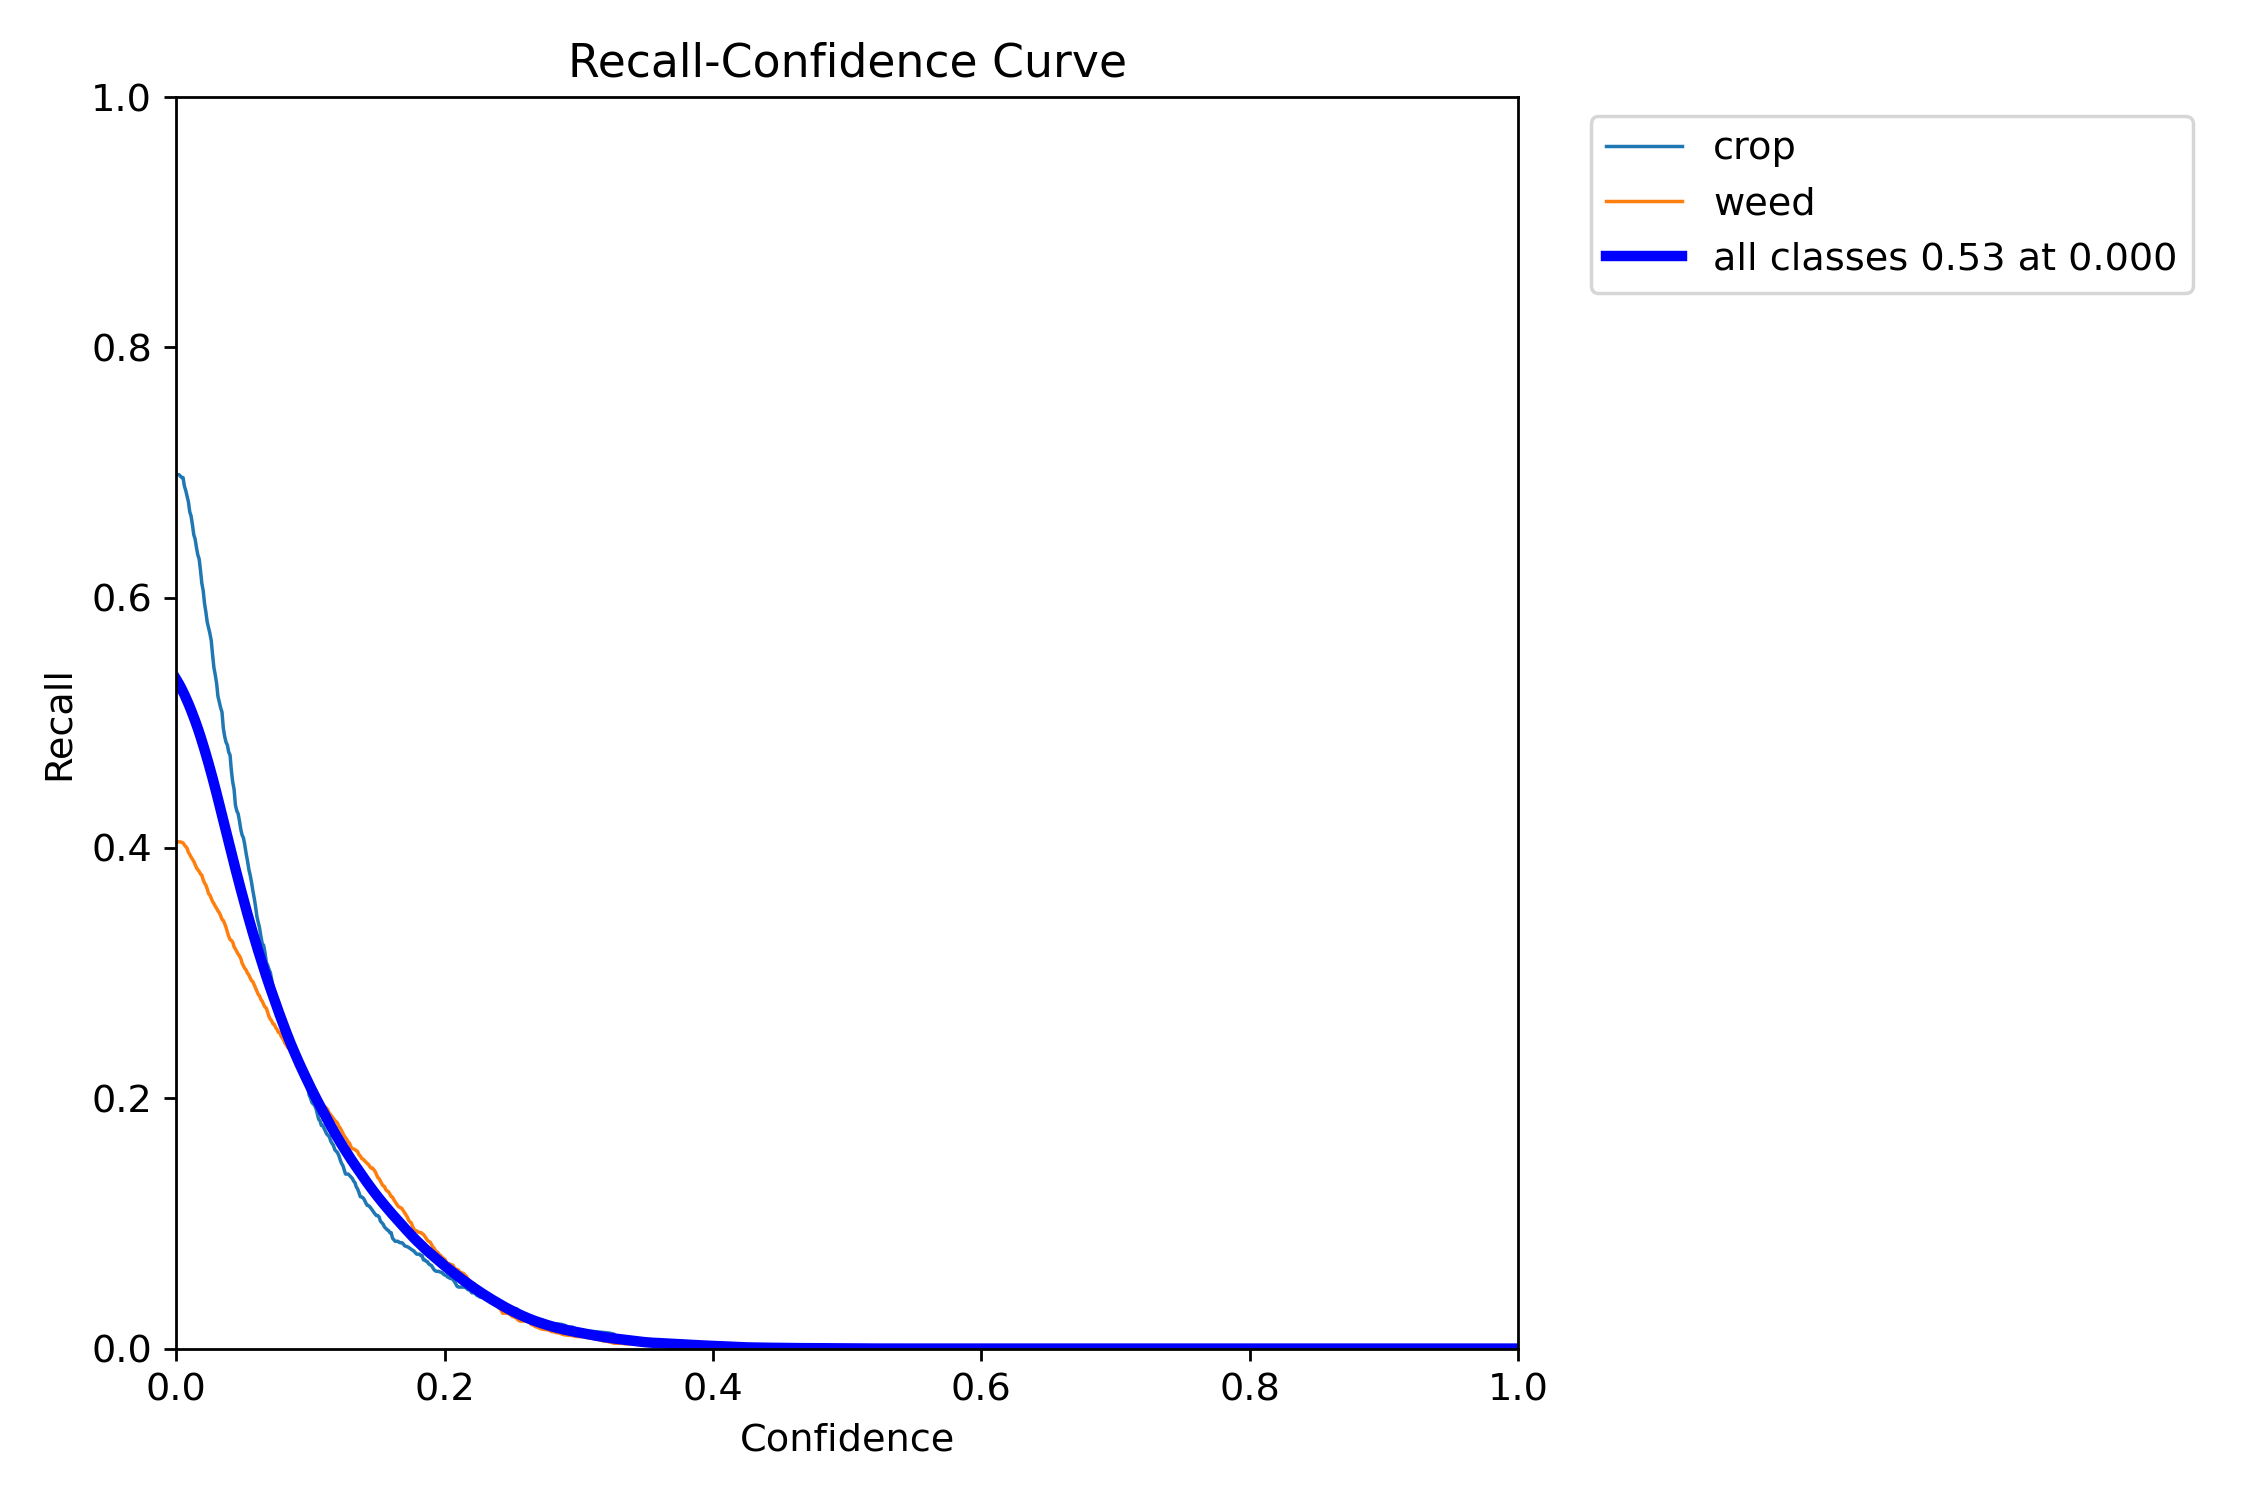 Recall-Confidence Curve
1.0
0.8
0.6
0.4
0.2
0.0
Recall
0.0 0.2 0.4 0.6 0.8 1.0
Confidence
crop
weed
all classes 0.53 at 0.000